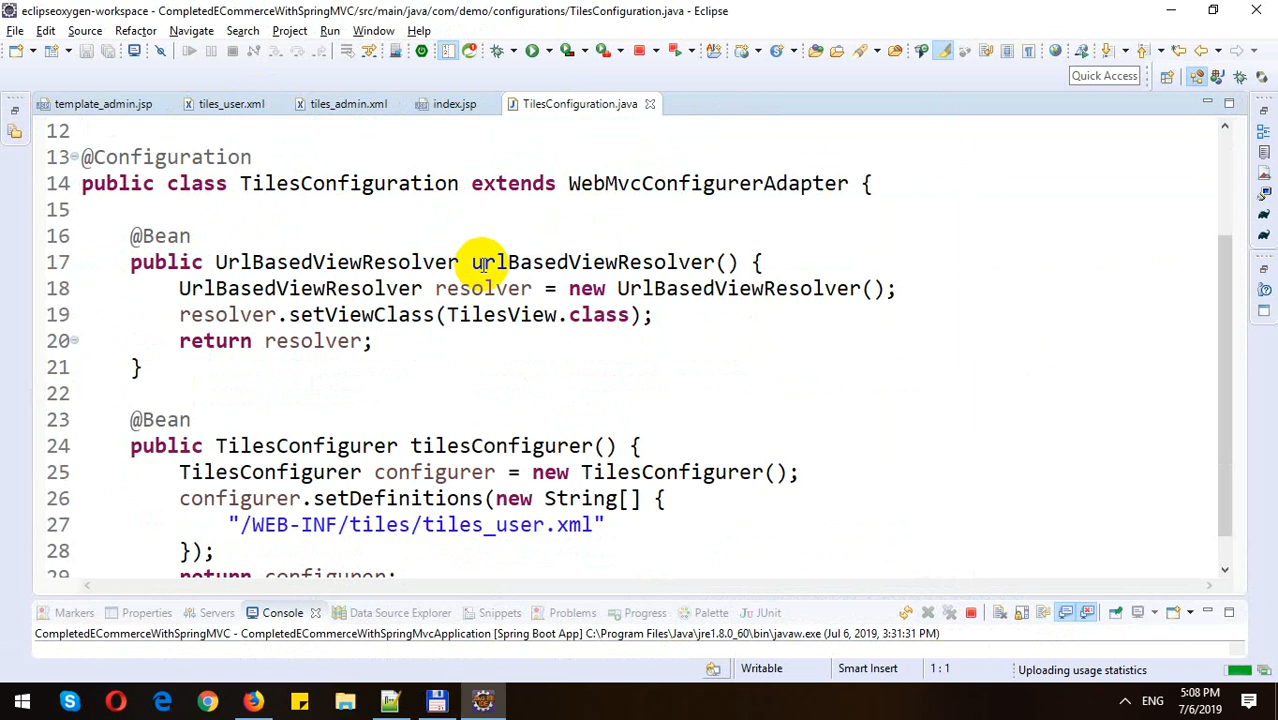 eclipseoxygen-workspace - CompletedECommerceWithSpringMVC/src/main/java/com/demo/configurations/TilesConfiguration.java - Eclipse
File Edit Source Refactor Navigate Search Project Run Window Help
Quick Access
template_admin.jsp tiles_user.xml tiles_admin.xml index.jsp TilesConfiguration.java
12
13 @Configuration
14 public class TilesConfiguration extends WebMvcConfigurerAdapter {
15
16 @Bean
17 public UrlBasedViewResolver urlBasedViewResolver() {
18 UrlBasedViewResolver resolver = new UrlBasedViewResolver();
19 resolver.setViewClass(TilesView.class);
20 return resolver;
21 }
22
23 @Bean
24 public TilesConfigurer tilesConfigurer() {
25 TilesConfigurer configurer = new TilesConfigurer();
26 configurer.setDefinitions(new String[] {
27 "/WEB-INF/tiles/tiles_user.xml"
28 });
29 return configurer;
Markers Properties Servers Console Data Source Explorer Snippets Problems Progress Palette JUnit
CompletedECommerceWithSpringMVC - CompletedECommerceWithSpringMvcApplication [Spring Boot App] C:\Program Files\Java\jre1.8.0_60\bin\javaw.exe (Jul 6, 2019, 3:31:31 PM)
Writable Smart Insert 1 : 1 Uploading usage statistics
ENG 5:08 PM
7/6/2019